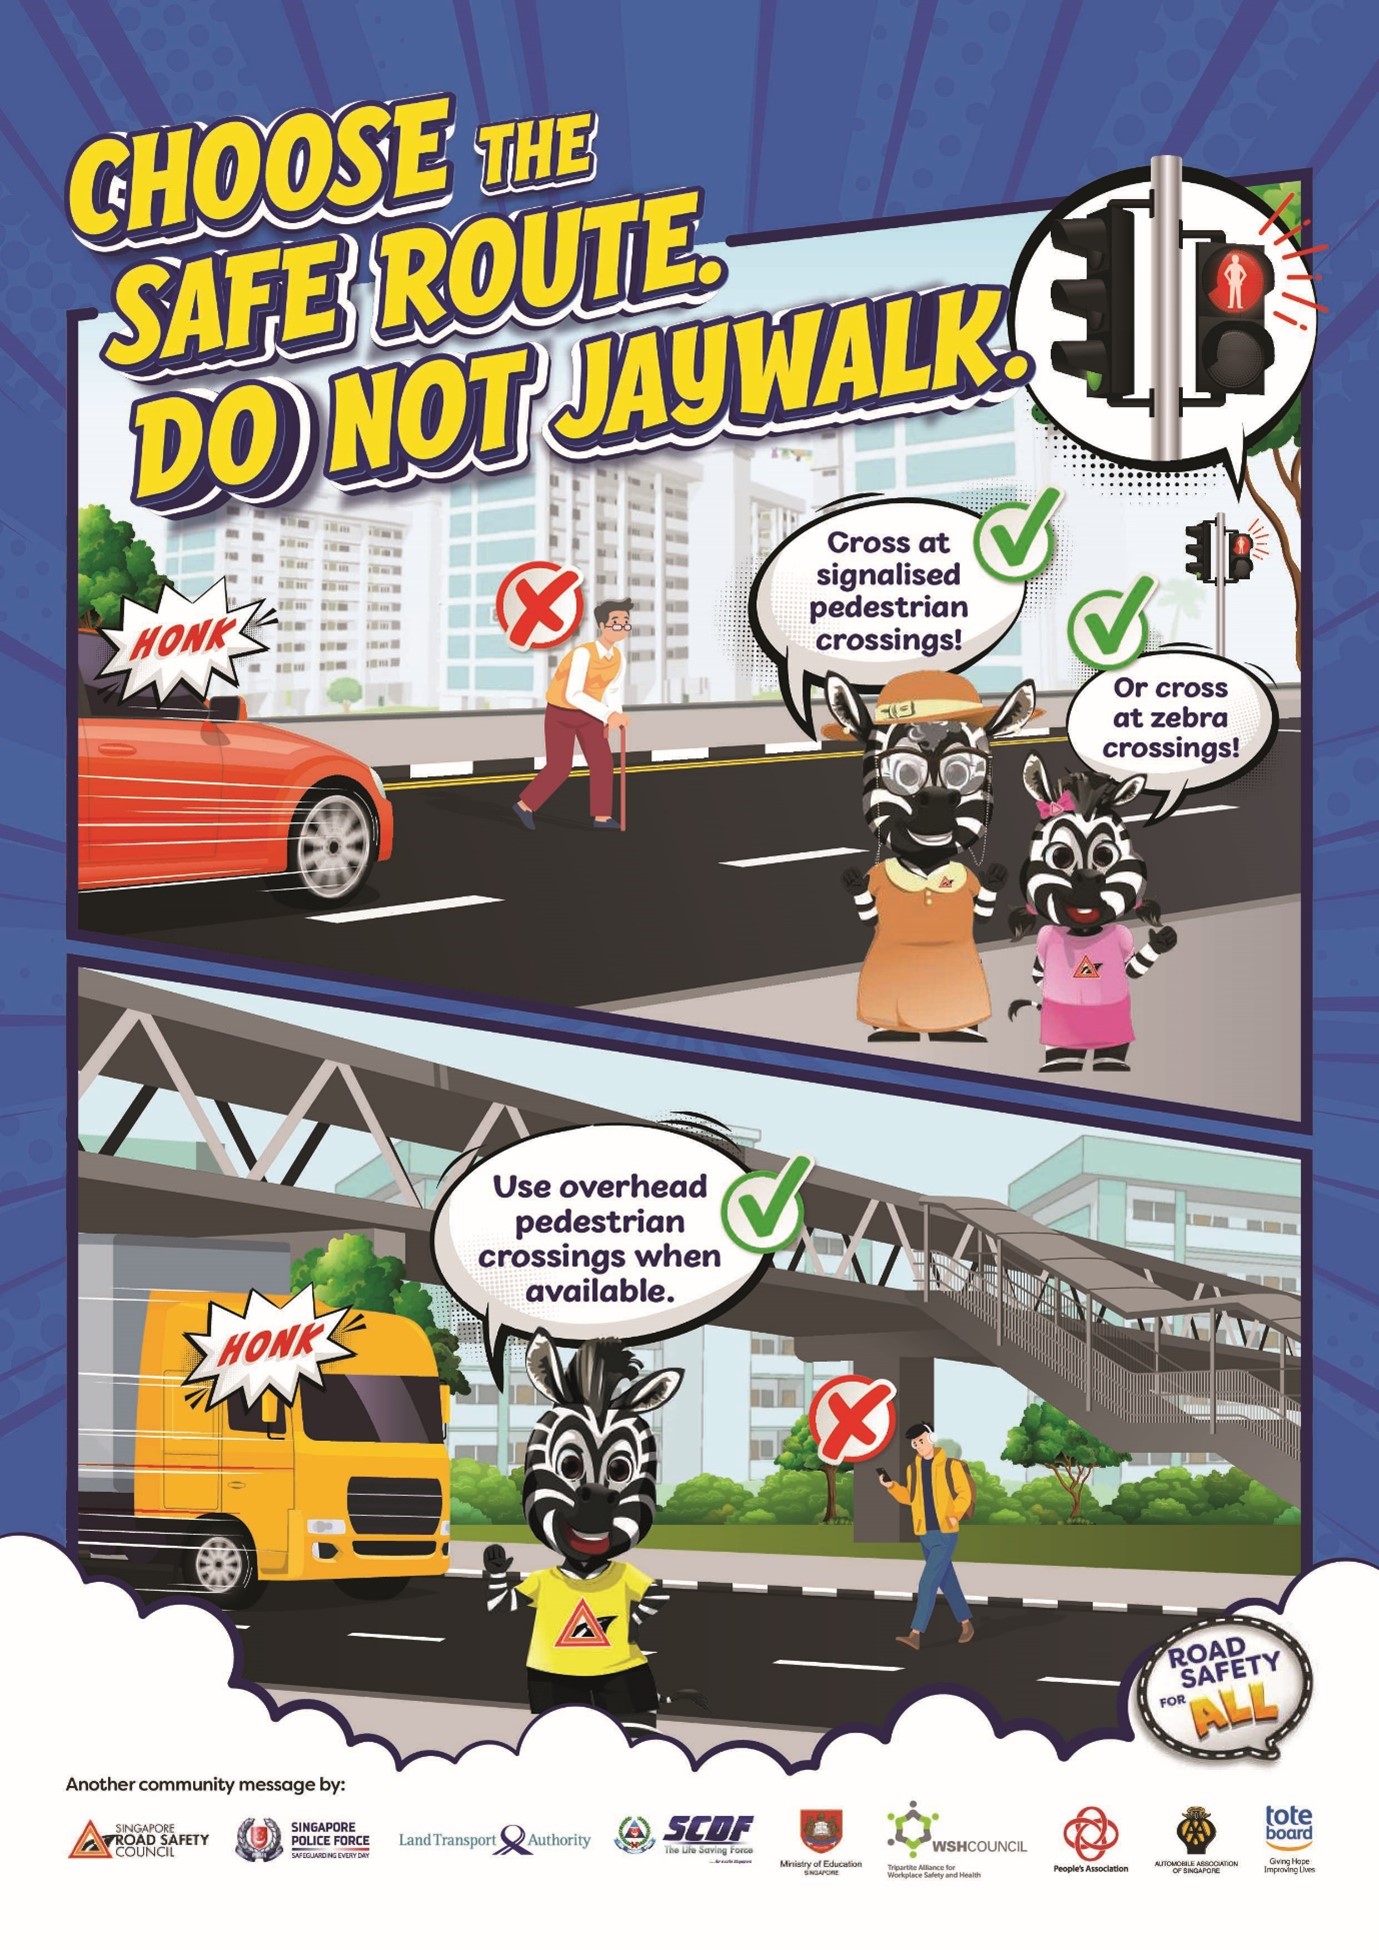 CHOOSE THE
SAFE ROUTE.
DO NOT JAYWALK.
HONK
Cross at
signalised
pedestrian
crossings!
Or cross
at zebra
crossings!
Use overhead
pedestrian
crossings when
available.
HONK
ROAD
SAFETY
FOR ALL
Another community message by:
SINGAPORE
ROAD SAFETY
COUNCIL
SINGAPORE
POLICE FORCE
SAFEGUARDING EVERY DAY
Land Transport Authority
SCDF
The Life Saving Force
Ministry of Education
SINGAPORE
WSHCOUNCIL
Tripartite Alliance for
Workplace Safety and Health
People's Association
AA
AUTOMOBILE ASSOCIATION
OF SINGAPORE
tote
board
Giving Hope
Improving Lives